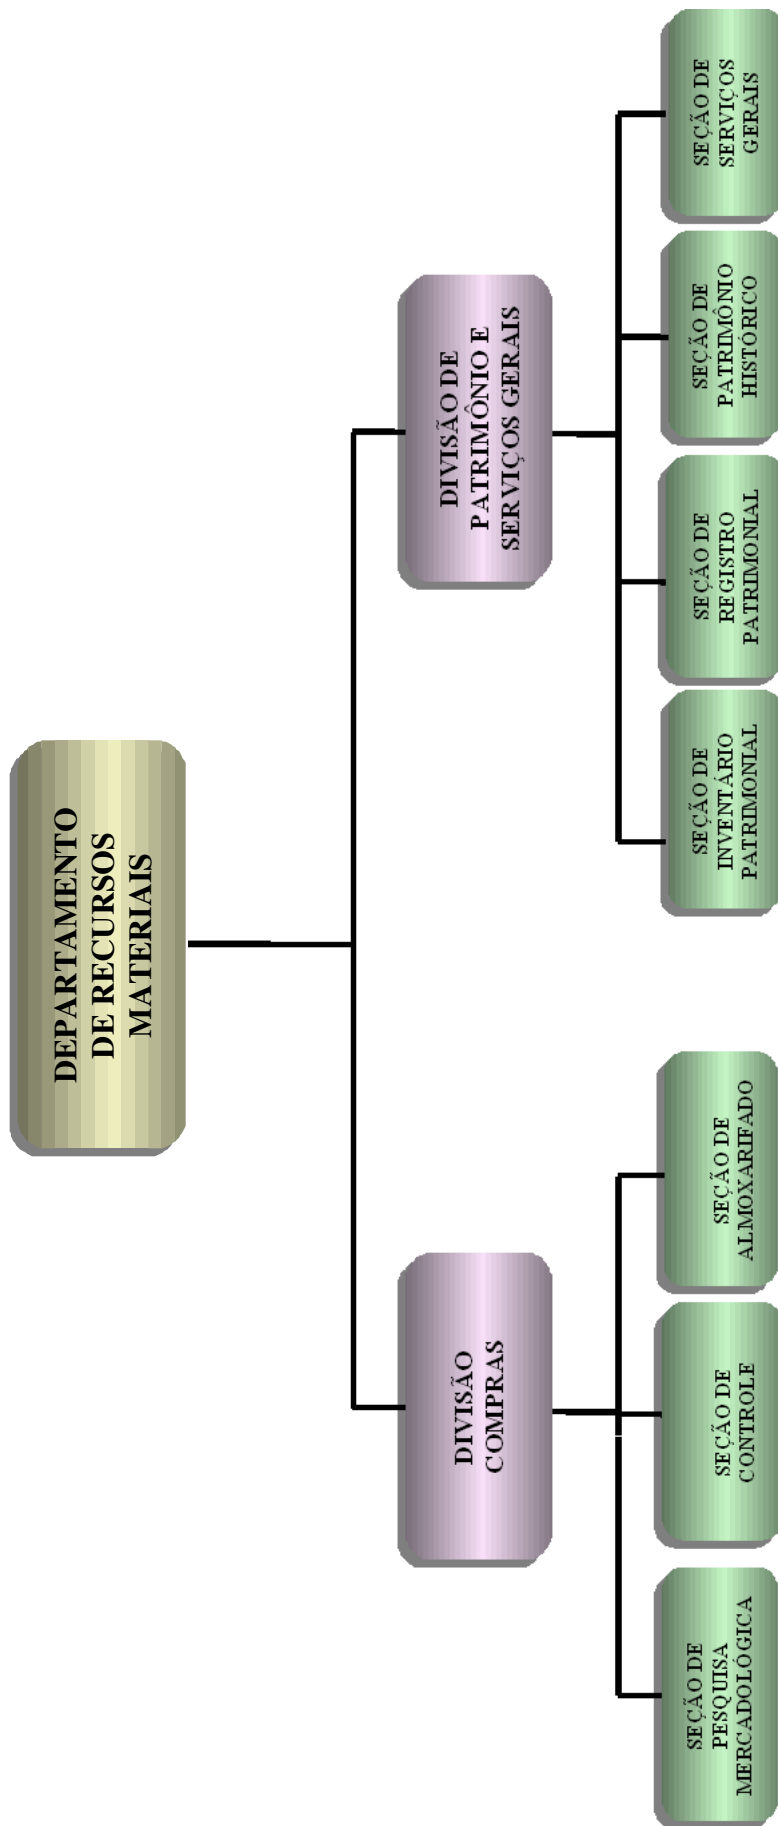 DEPARTAMENTO
DE RECURSOS
MATERIAIS
DIVISÃO
COMPRAS
DIVISÃO DE
PATRIMÔNIO E
SERVIÇOS GERAIS
SEÇÃO DE
PESQUISA
MERCADOLÓGICA
SEÇÃO DE
CONTROLE
SEÇÃO DE
ALMOXARIFADO
SEÇÃO DE
INVENTÁRIO
PATRIMONIAL
SEÇÃO DE
REGISTRO
PATRIMONIAL
SEÇÃO DE
PATRIMÔNIO
HISTÓRICO
SEÇÃO DE
SERVIÇOS
GERAIS